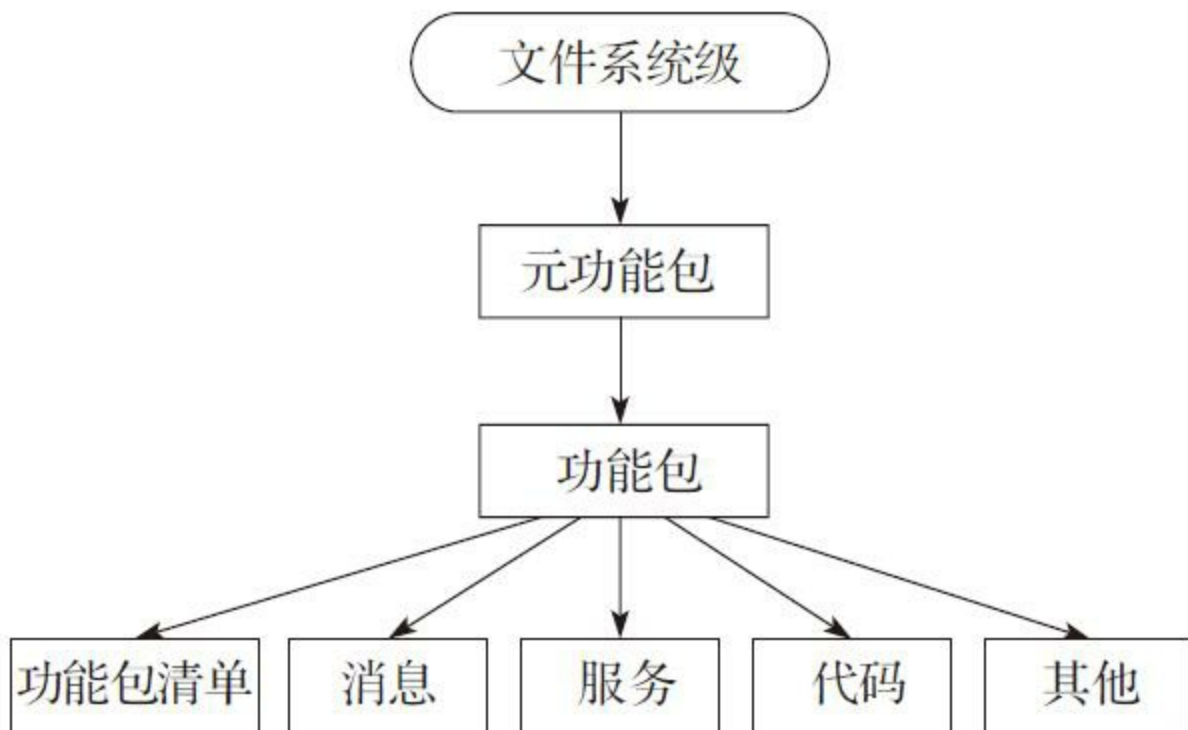 文件系统级
元功能包
功能包
功能包清单
消息
服务
代码
其他